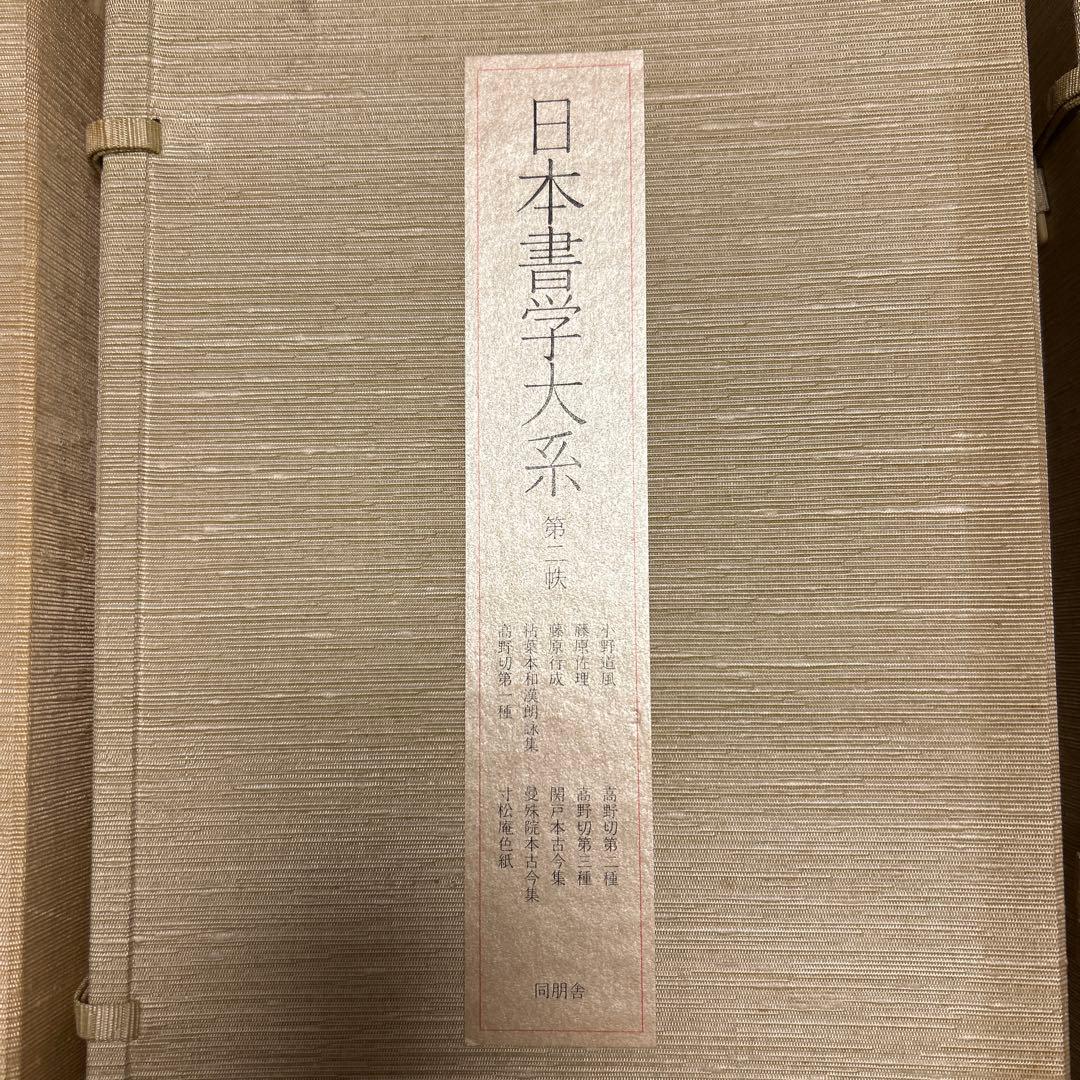 日本書学大系
第二帙
小野道風
藤原佐理
藤原行成
粘葉本和漢朗詠集
高野切第一種
高野切第二種
高野切第三種
関戸本古今集
曼殊院本古今集
寸松庵色紙
同朋舎